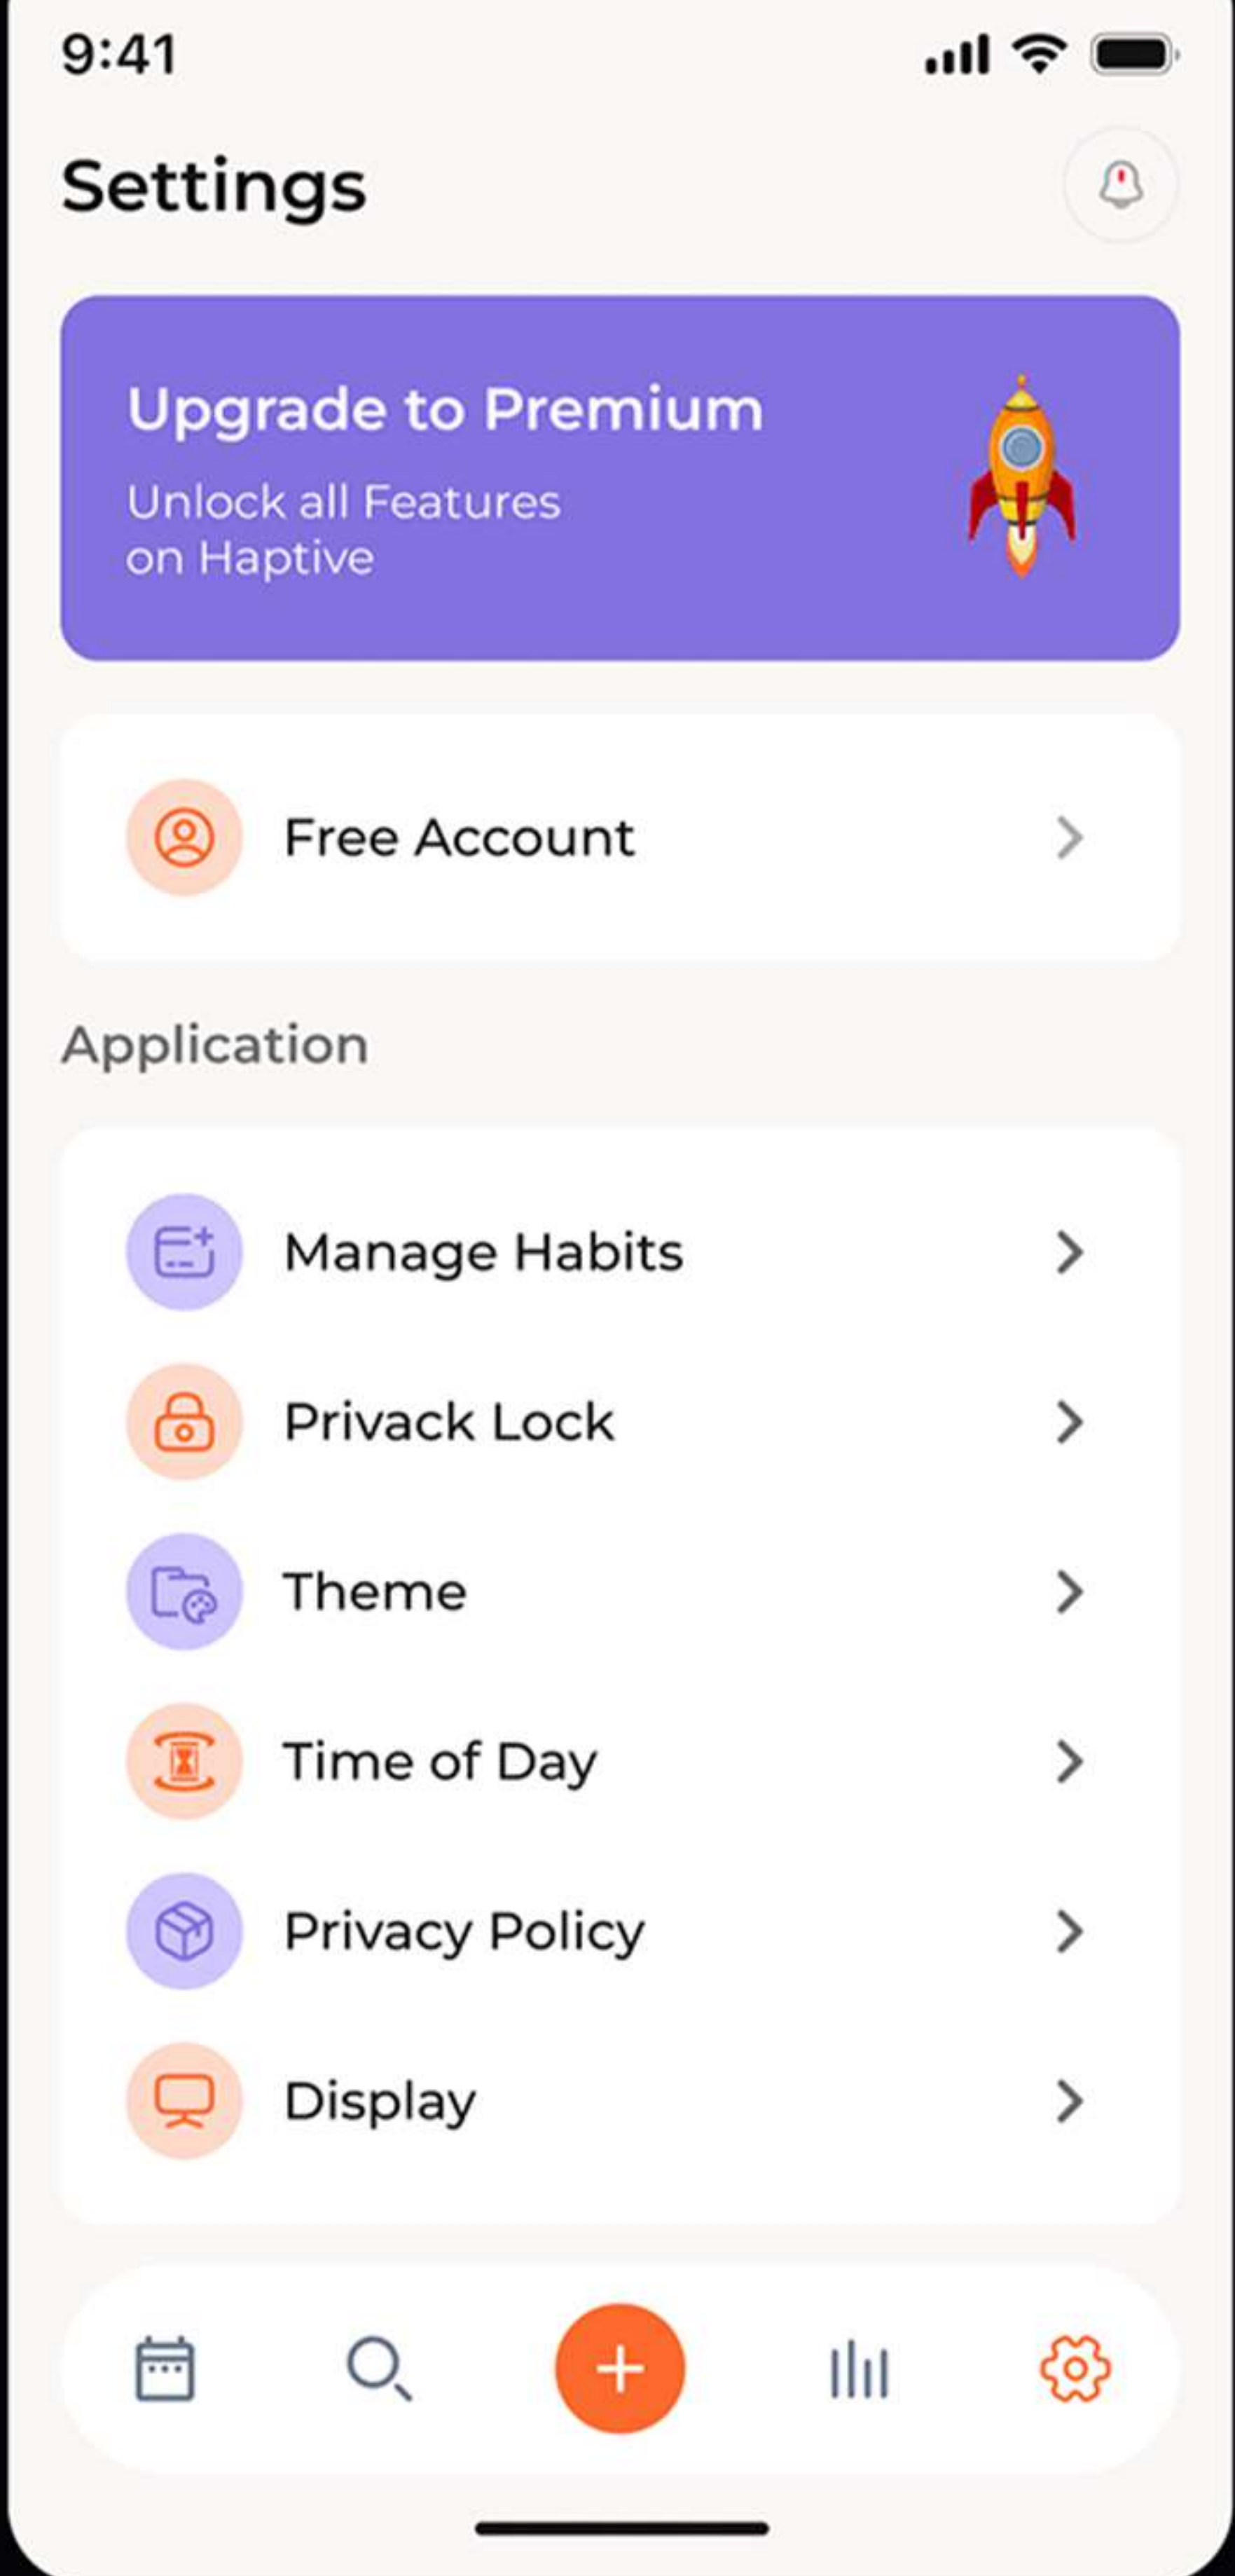 9:41
Settings
Upgrade to Premium
Unlock all Features
on Haptive
Free Account
Application
Manage Habits
Privack Lock
Theme
Time of Day
Privacy Policy
Display